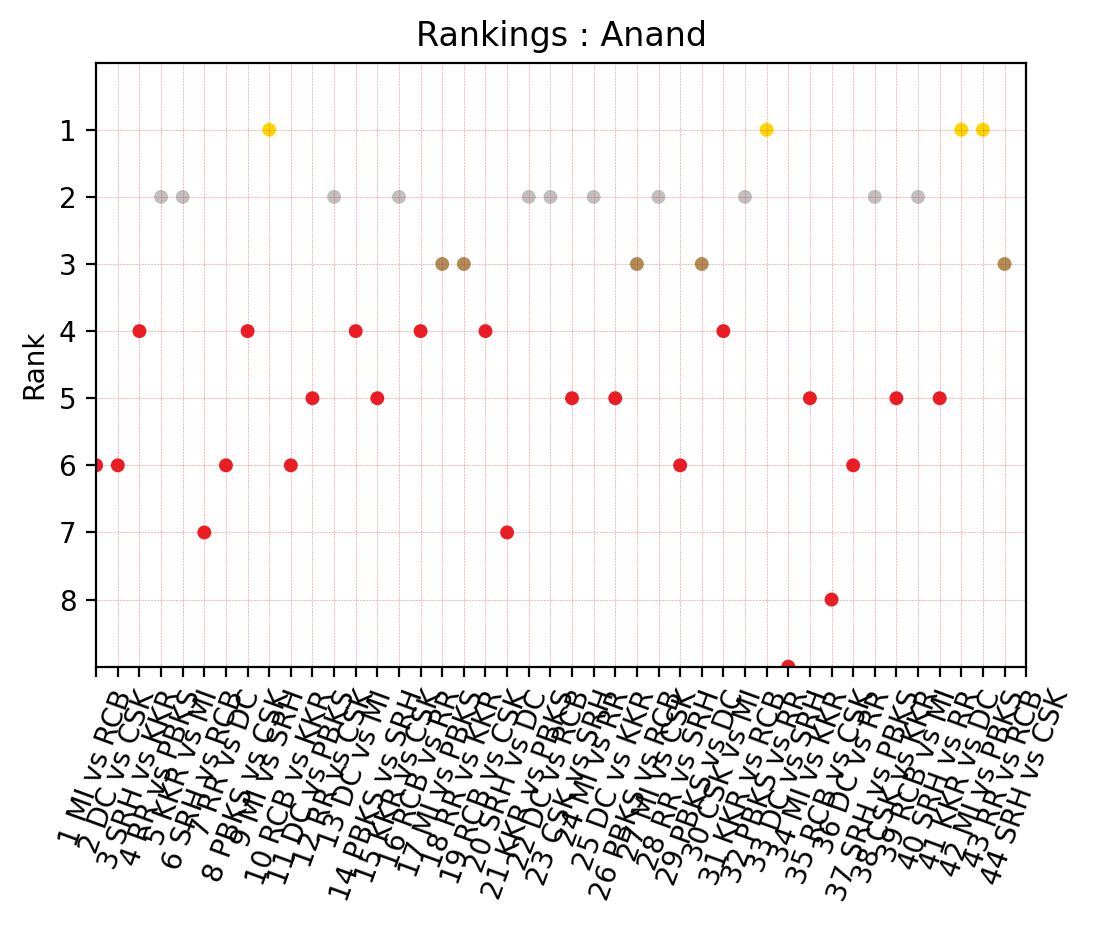 Rankings : Anand
Rank
1
2
3
4
5
6
7
8
1 MI vs RCB
2 DC vs CSK
3 SRH vs KKR
4 RR vs PBKS
5 KKR vs MI
6 SRH vs RCB
7 RR vs DC
8 PBKS vs CSK
9 MI vs SRH
10 RCB vs KKR
11 DC vs PBKS
12 RR vs CSK
13 DC vs MI
14 PBKS vs SRH
15 KKR vs CSK
16 RCB vs RR
17 MI vs PBKS
18 RR vs KKR
19 RCB vs CSK
20 SRH vs DC
21 KKR vs PBKS
22 DC vs RCB
23 CSK vs SRH
24 MI vs RR
25 DC vs KKR
26 PBKS vs RCB
27 MI vs CSK
28 RR vs SRH
29 PBKS vs DC
30 CSK vs MI
31 KKR vs RCB
32 PBKS vs RR
33 DC vs SRH
34 MI vs KKR
35 RCB vs CSK
36 DC vs RR
37 SRH vs PBKS
38 CSK vs KKR
39 RCB vs MI
40 SRH vs RR
41 KKR vs DC
42 MI vs PBKS
43 RR vs RCB
44 SRH vs CSK